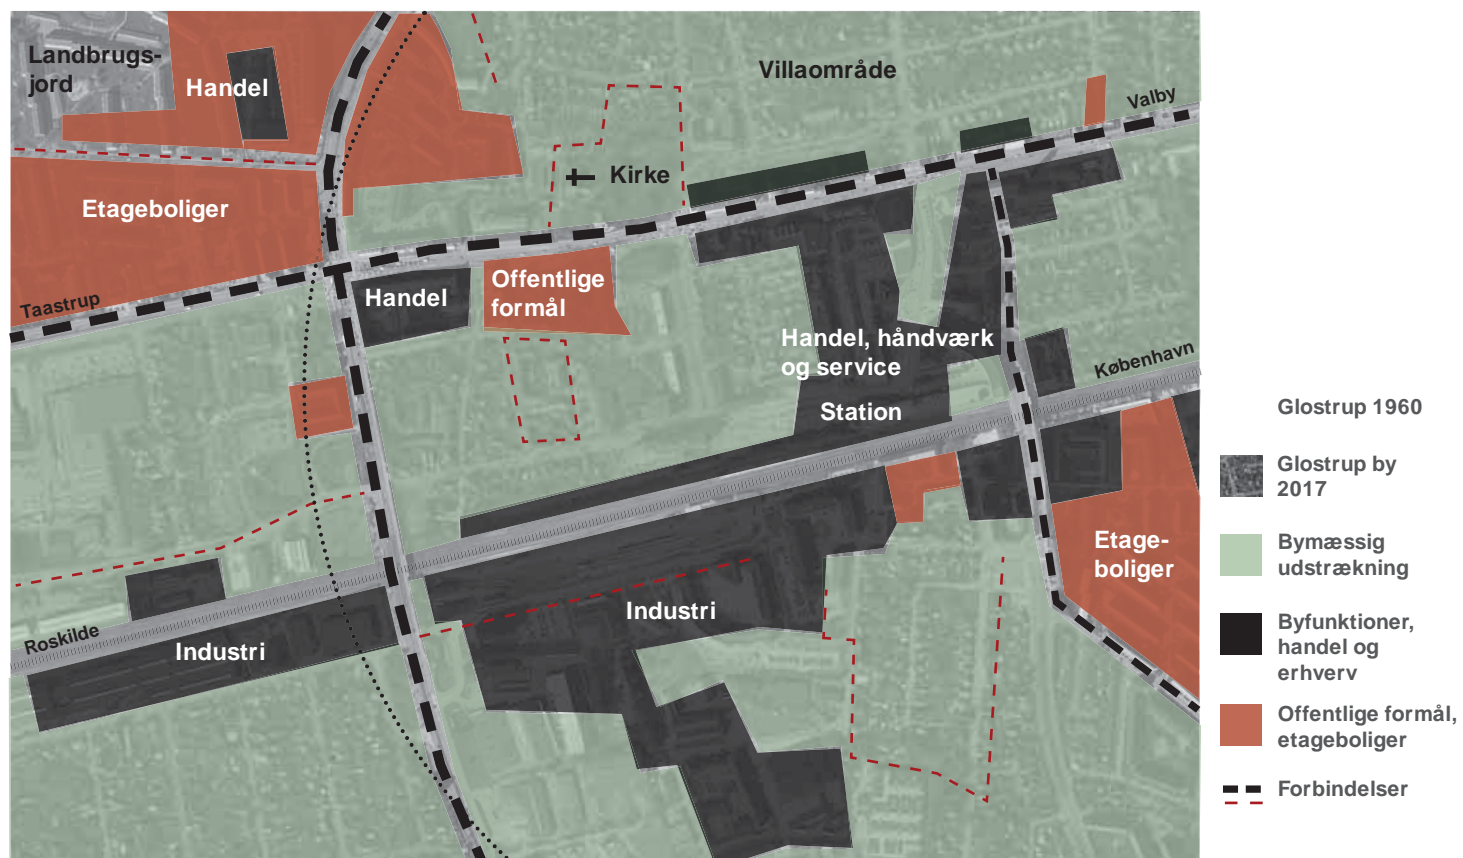 Landbrugs-
jord
Handel
Villaområde
Valby
Kirke
Etageboliger
Taastrup
Handel
Offentlige
formål
Handel, håndværk
og service
København
Station
Etage-
boliger
Industri
Roskilde
Industri
Glostrup 1960
Glostrup by
2017
Bymæssig
udstrækning
Byfunktioner,
handel og
erhverv
Offentlige formål,
etageboliger
Forbindelser